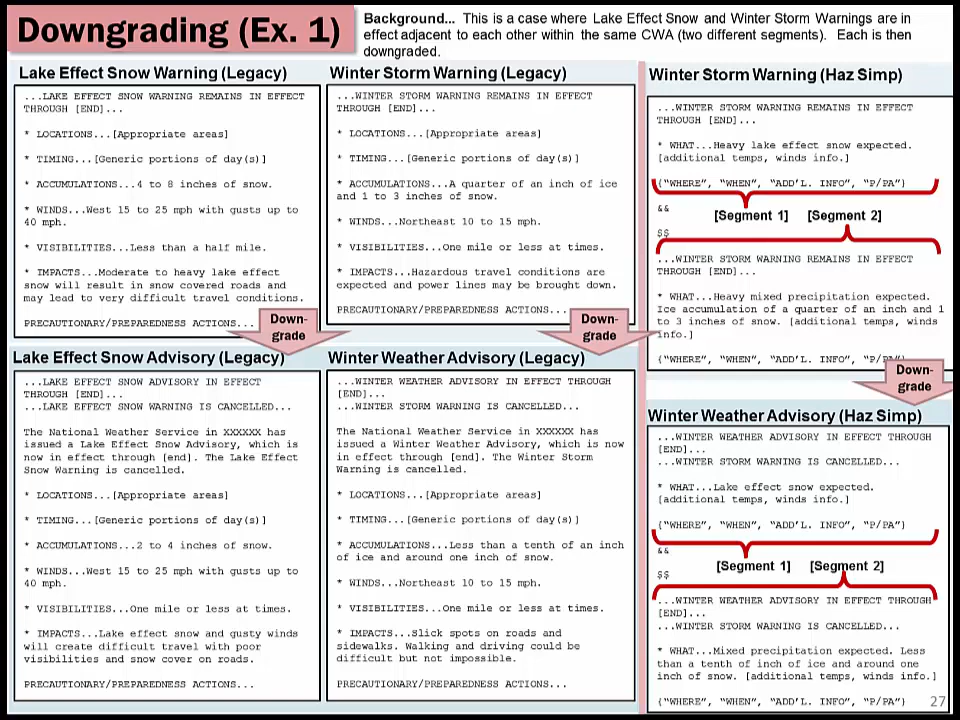 Downgrading (Ex. 1)
Background... This is a case where Lake Effect Snow and Winter Storm Warnings are in
effect adjacent to each other within the same CWA (two different segments). Each is then
downgraded.
Lake Effect Snow Warning (Legacy)
...LAKE EFFECT SNOW WARNING REMAINS IN EFFECT
THROUGH [END]...
* LOCATIONS...[Appropriate areas]
* TIMING...[Generic portions of day(s)]
* ACCUMULATIONS...4 to 8 inches of snow.
* WINDS...West 15 to 25 mph with gusts up to
40 mph.
* VISIBILITIES...Less than a half mile.
* IMPACTS...Moderate to heavy lake effect
snow will result in snow covered roads and
may lead to very difficult travel conditions.
PRECAUTIONARY/PREPAREDNESS ACTIONS...
Winter Storm Warning (Legacy)
...WINTER STORM WARNING REMAINS IN EFFECT
THROUGH [END]...
* LOCATIONS...[Appropriate areas]
* TIMING...[Generic portions of day(s)]
* ACCUMULATIONS...A quarter of an inch of ice
and 1 to 3 inches of snow.
* WINDS...Northeast 10 to 15 mph.
* VISIBILITIES...One mile or less at times.
* IMPACTS...Hazardous travel conditions are
expected and power lines may be brought down.
PRECAUTIONARY/PREPAREDNESS ACTIONS...
Winter Storm Warning (Haz Simp)
...WINTER STORM WARNING REMAINS IN EFFECT
THROUGH [END]...
* WHAT...Heavy lake effect snow expected.
[additional temps, winds info.]
{“WHERE”, “WHEN”, “ADD’L. INFO”, “P/PA”}
&&
[Segment 1] [Segment 2]
$$
...WINTER STORM WARNING REMAINS IN EFFECT
THROUGH [END]...
* WHAT...Heavy mixed precipitation expected.
Ice accumulation of a quarter of an inch and 1
to 3 inches of snow. [additional temps, winds
info.]
{“WHERE”, “WHEN”, “ADD’L. INFO”, “P/PA”}
Down-
grade
Down-
grade
Down-
grade
Lake Effect Snow Advisory (Legacy)
...LAKE EFFECT SNOW ADVISORY IN EFFECT
THROUGH [END]...
...LAKE EFFECT SNOW WARNING IS CANCELLED...
The National Weather Service in XXXXXX has
issued a Lake Effect Snow Advisory, which is
now in effect through [end]. The Lake Effect
Snow Warning is cancelled.
* LOCATIONS...[Appropriate areas]
* TIMING...[Generic portions of day(s)]
* ACCUMULATIONS...2 to 4 inches of snow.
* WINDS...West 15 to 25 mph with gusts up to
40 mph.
* VISIBILITIES...One mile or less at times.
* IMPACTS...Lake effect snow and gusty winds
will create difficult travel with poor
visibilities and snow cover on roads.
PRECAUTIONARY/PREPAREDNESS ACTIONS...
Winter Weather Advisory (Legacy)
...WINTER WEATHER ADVISORY IN EFFECT THROUGH
[END]...
...WINTER STORM WARNING IS CANCELLED...
The National Weather Service in XXXXXX has
issued a Winter Weather Advisory, which is now
in effect through [end]. The Winter Storm
Warning is cancelled.
* LOCATIONS...[Appropriate areas]
* TIMING...[Generic portions of day(s)]
* ACCUMULATIONS...Less than a tenth of an inch
of ice and around one inch of snow.
* WINDS...Northeast 10 to 15 mph.
* VISIBILITIES...One mile or less at times.
* IMPACTS...Slick spots on roads and
sidewalks. Walking and driving could be
difficult but not impossible.
PRECAUTIONARY/PREPAREDNESS ACTIONS...
Winter Weather Advisory (Haz Simp)
...WINTER WEATHER ADVISORY IN EFFECT THROUGH
[END]...
...WINTER STORM WARNING IS CANCELLED...
* WHAT...Lake effect snow expected.
[additional temps, winds info.]
{“WHERE”, “WHEN”, “ADD’L. INFO”, “P/PA”}
&&
[Segment 1] [Segment 2]
$$
...WINTER WEATHER ADVISORY IN EFFECT THROUGH
[END]...
...WINTER STORM WARNING IS CANCELLED...
* WHAT...Mixed precipitation expected. Less
than a tenth of inch of ice and around one
inch of snow. [additional temps, winds info.]
{“WHERE”, “WHEN”, “ADD’L. INFO”, “P/PA”}
27